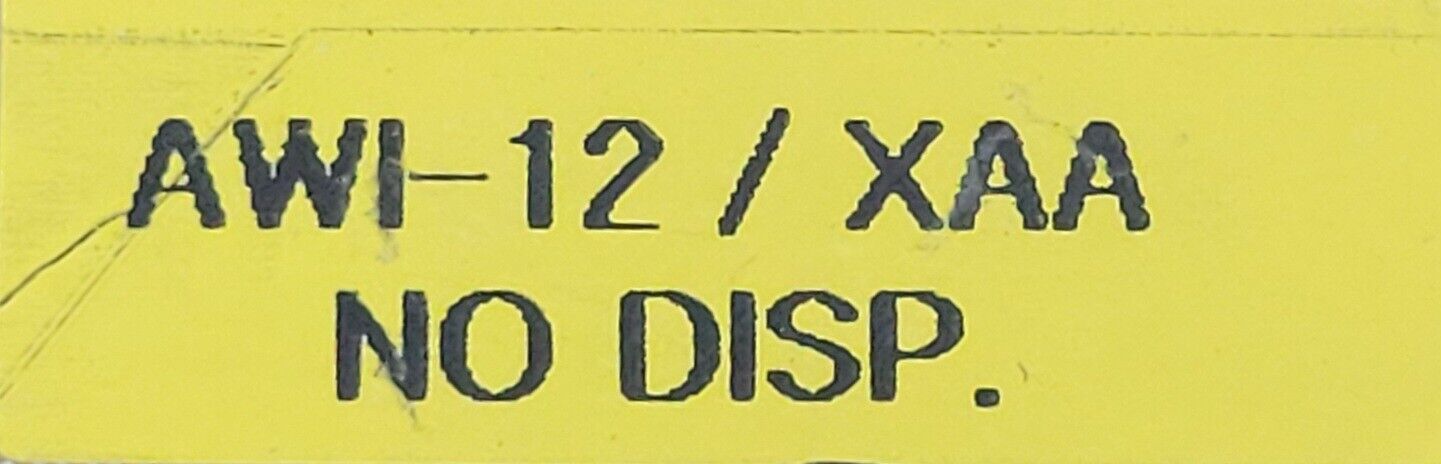 AWI-12 / XAA
NO DISP.